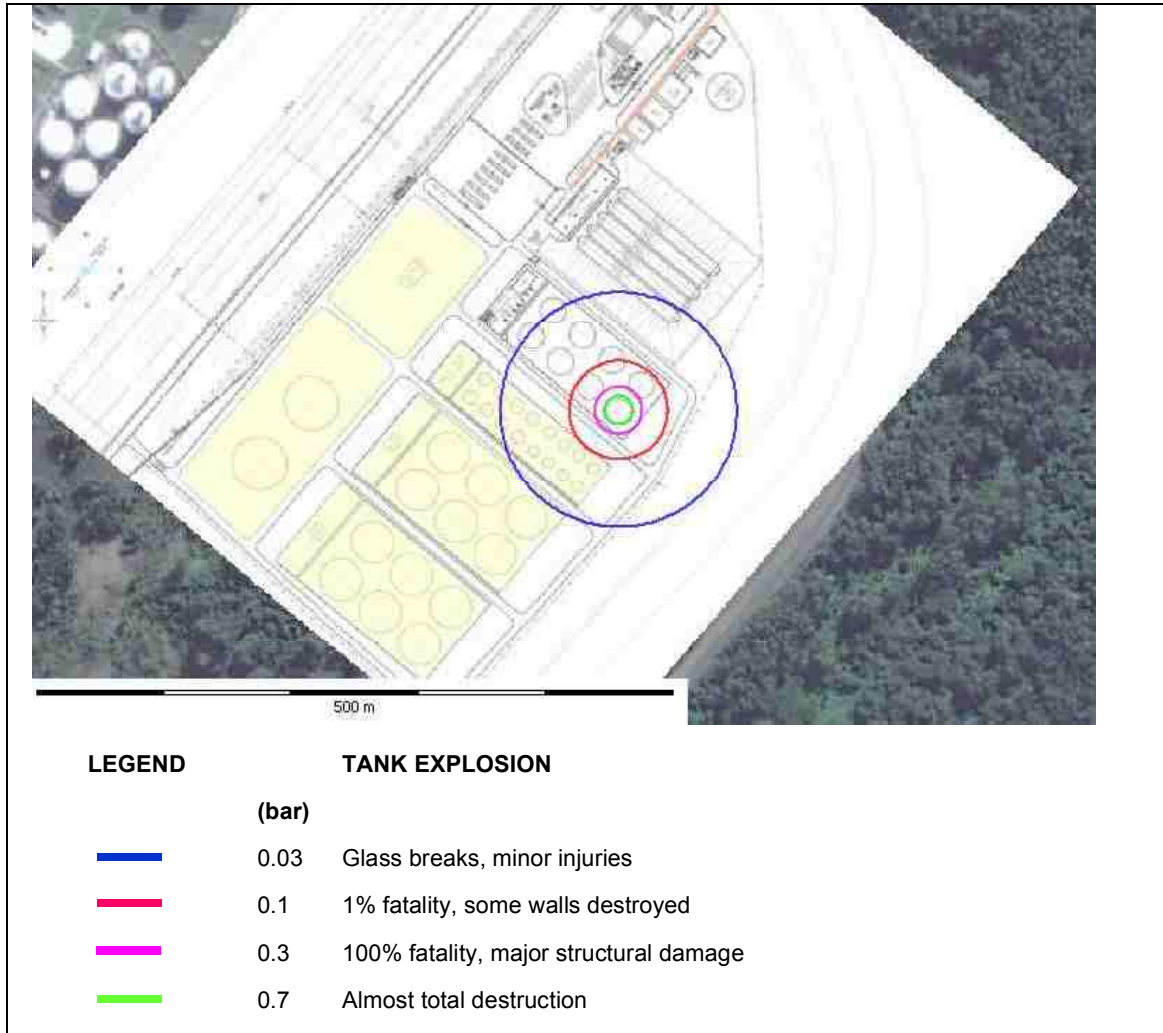 500 m
LEGEND TANK EXPLOSION
(bar)
0.03 Glass breaks, minor injuries
0.1 1% fatality, some walls destroyed
0.3 100% fatality, major structural damage
0.7 Almost total destruction